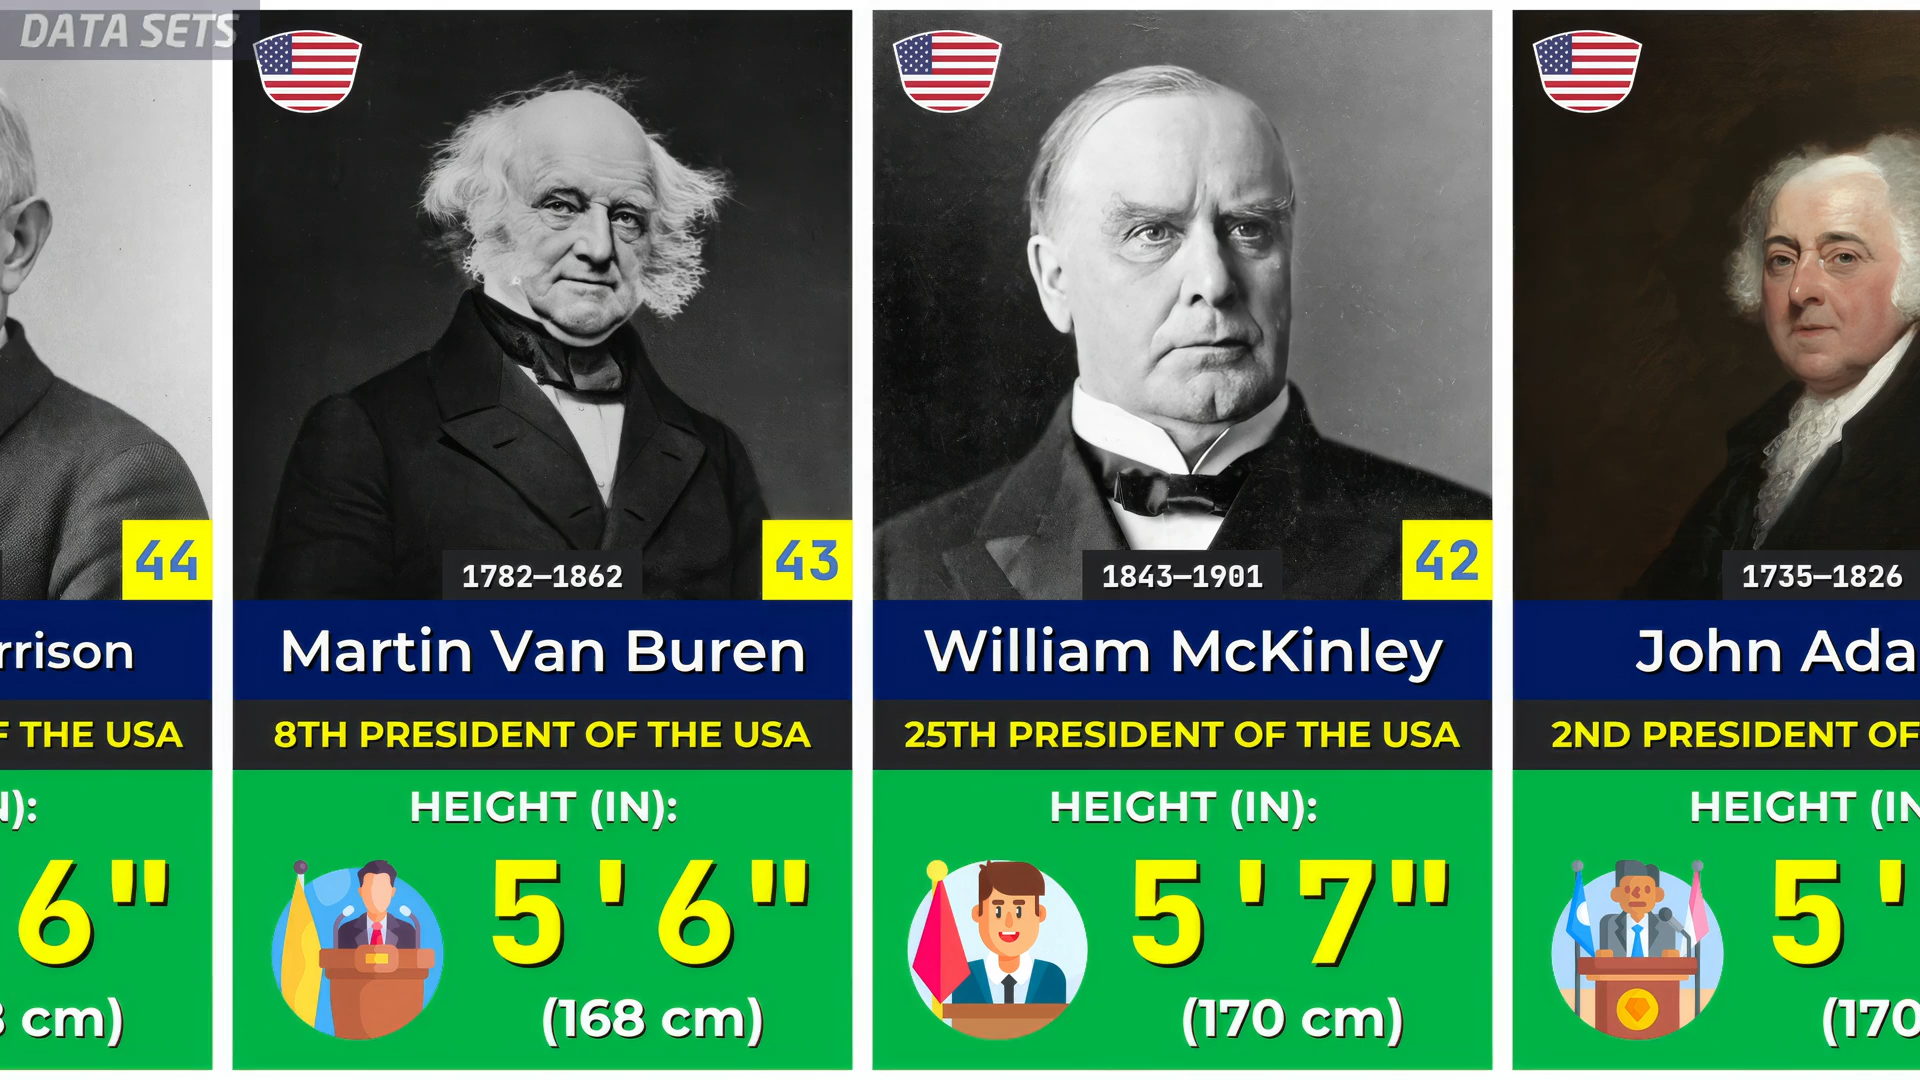 DATA SETS
44
rrison
F THE USA
N):
6"
cm)
1782–1862
43
Martin Van Buren
8TH PRESIDENT OF THE USA
HEIGHT (IN):
5'6"
(168 cm)
1843–1901
42
William McKinley
25TH PRESIDENT OF THE USA
HEIGHT (IN):
5'7"
(170 cm)
1735–1826
John Ada
2ND PRESIDENT OF
HEIGHT (IN
5'
(170